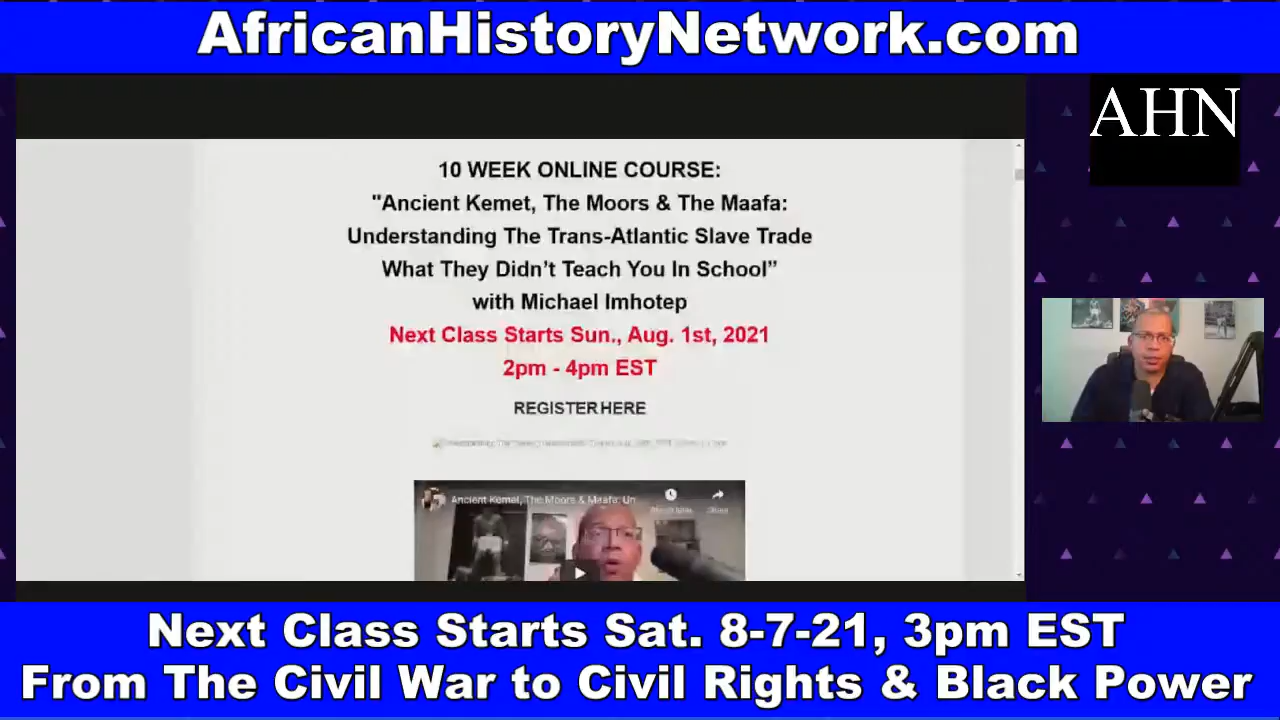 AfricanHistoryNetwork.com
AHN
10 WEEK ONLINE COURSE:
"Ancient Kemet, The Moors & The Maafa:
Understanding The Trans-Atlantic Slave Trade
What They Didn’t Teach You In School”
with Michael Imhotep
Next Class Starts Sun., Aug. 1st, 2021
2pm - 4pm EST
REGISTER HERE
Ancient Kemet, The Moors & Maafa: Un
Share
Next Class Starts Sat. 8-7-21, 3pm EST
From The Civil War to Civil Rights & Black Power